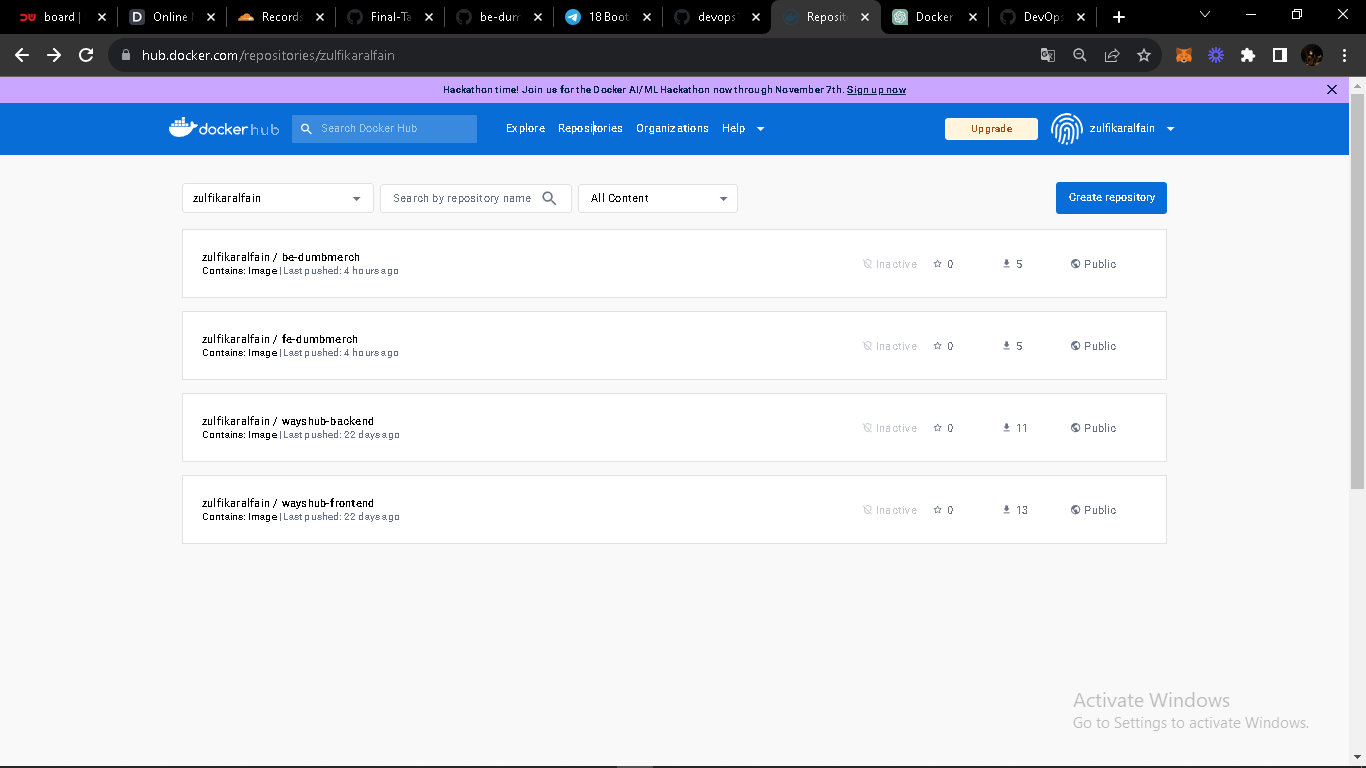 board |
Online
Records
Final-Ta
be-dum
18 Boot
devops
Reposit
Docker
DevOps
hub.docker.com/repositories/zulfikaralfain
Hackathon time! Join us for the Docker AI/ML Hackathon now through November 7th. Sign up now
docker hub
Search Docker Hub
Explore Repositories Organizations Help
Upgrade
zulfikaralfain
zulfikaralfain
Search by repository name
All Content
Create repository
zulfikaralfain / be-dumbmerch
Contains: Image | Last pushed: 4 hours ago
Inactive 0 5 Public
zulfikaralfain / fe-dumbmerch
Contains: Image | Last pushed: 4 hours ago
Inactive 0 5 Public
zulfikaralfain / wayshub-backend
Contains: Image | Last pushed: 22 days ago
Inactive 0 11 Public
zulfikaralfain / wayshub-frontend
Contains: Image | Last pushed: 22 days ago
Inactive 0 13 Public
Activate Windows
Go to Settings to activate Windows.